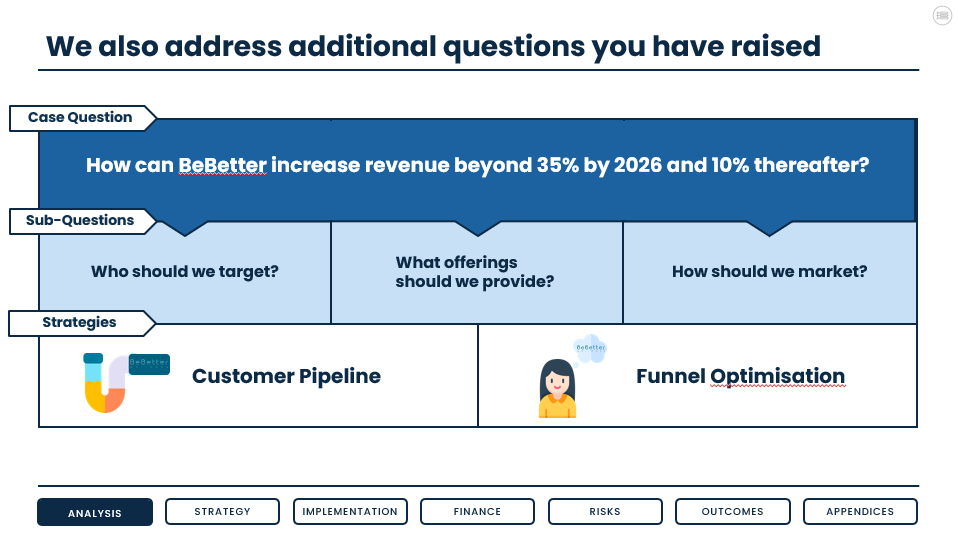 We also address additional questions you have raised
Case Question
How can BeBetter increase revenue beyond 35% by 2026 and 10% thereafter?
Sub-Questions
Who should we target?
What offerings
should we provide?
How should we market?
Strategies
BeBetter
Customer Pipeline
BeBetter
Funnel Optimisation
ANALYSIS
STRATEGY
IMPLEMENTATION
FINANCE
RISKS
OUTCOMES
APPENDICES